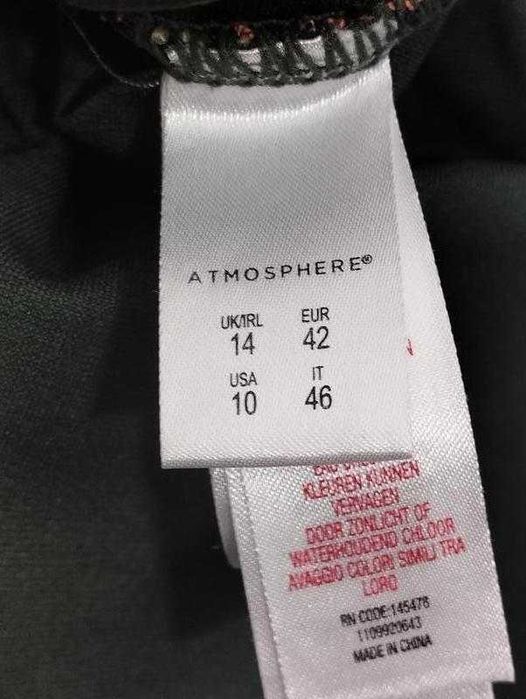 ATMOSPHERE®
UK/IRL EUR
14 42
USA IT
10 46
KLEUREN KUNNEN
VERVAGEN
DOOR ZONLICHT OF
WATERHOUDEND CHLOOR
AVAGGIO COLORI SIMILI TRA
LORO
RN CODE:145478
1109920643
MADE IN CHINA